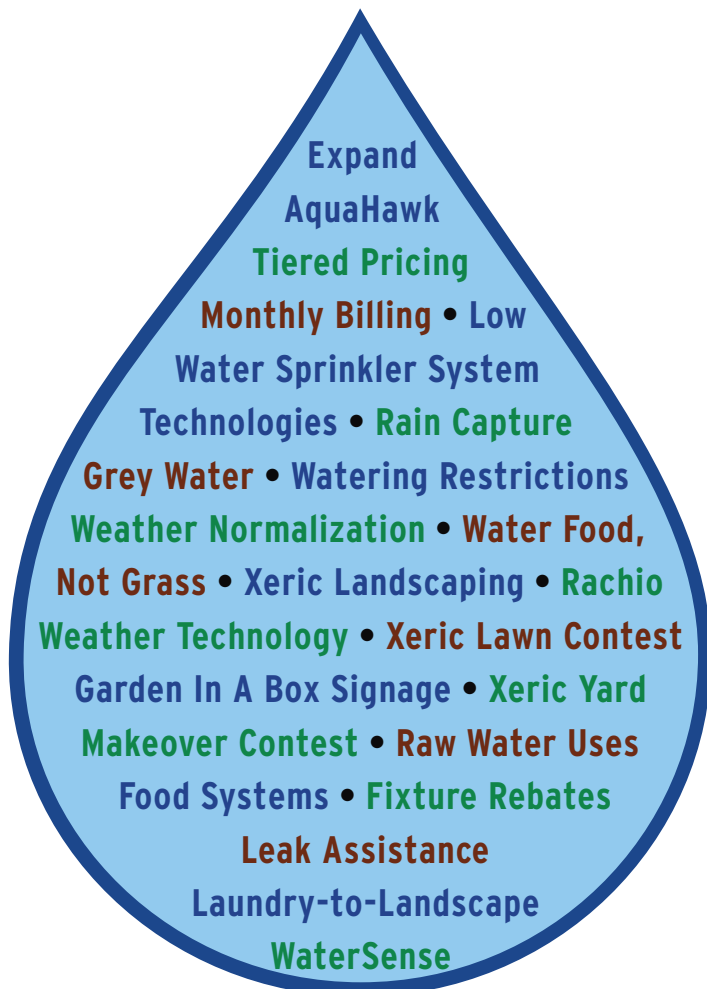 Expand
AquaHawk
Tiered Pricing
Monthly Billing • Low
Water Sprinkler System
Technologies • Rain Capture
Grey Water • Watering Restrictions
Weather Normalization • Water Food,
Not Grass • Xeric Landscaping • Rachio
Weather Technology • Xeric Lawn Contest
Garden In A Box Signage • Xeric Yard
Makeover Contest • Raw Water Uses
Food Systems • Fixture Rebates
Leak Assistance
Laundry-to-Landscape
WaterSense